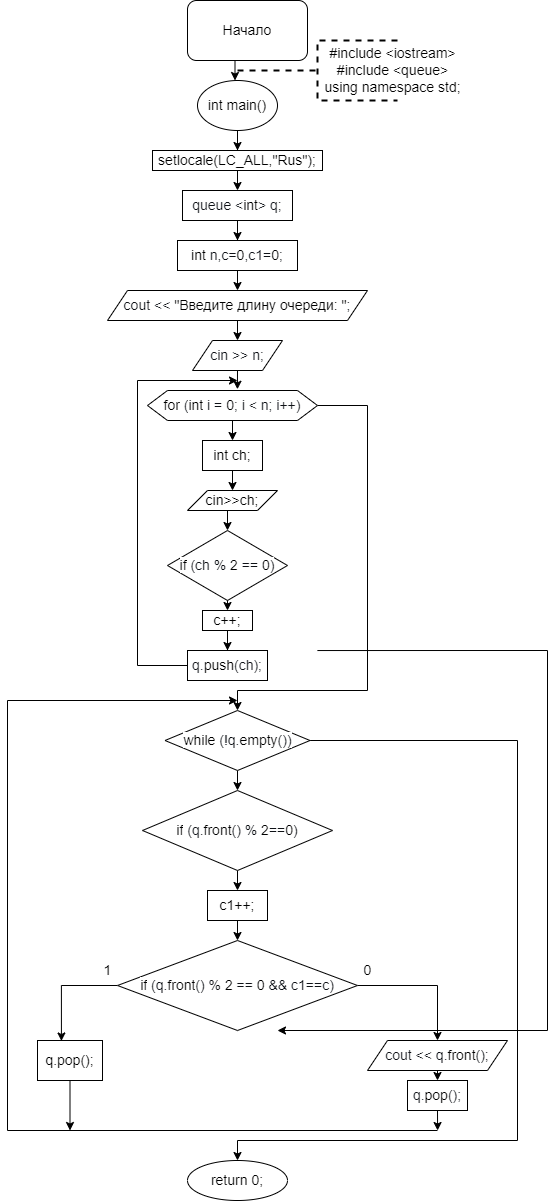 Начало
#include <iostream>
#include <queue>
using namespace std;
int main()
setlocale(LC_ALL,"Rus");
queue <int> q;
int n,c=0,c1=0;
cout << "Введите длину очереди: ";
cin >> n;
for (int i = 0; i < n; i++)
int ch;
cin>>ch;
if (ch % 2 == 0)
c++;
q.push(ch);
while (!q.empty())
if (q.front() % 2==0)
c1++;
1
0
if (q.front() % 2 == 0 && c1==c)
q.pop();
cout << q.front();
q.pop();
return 0;